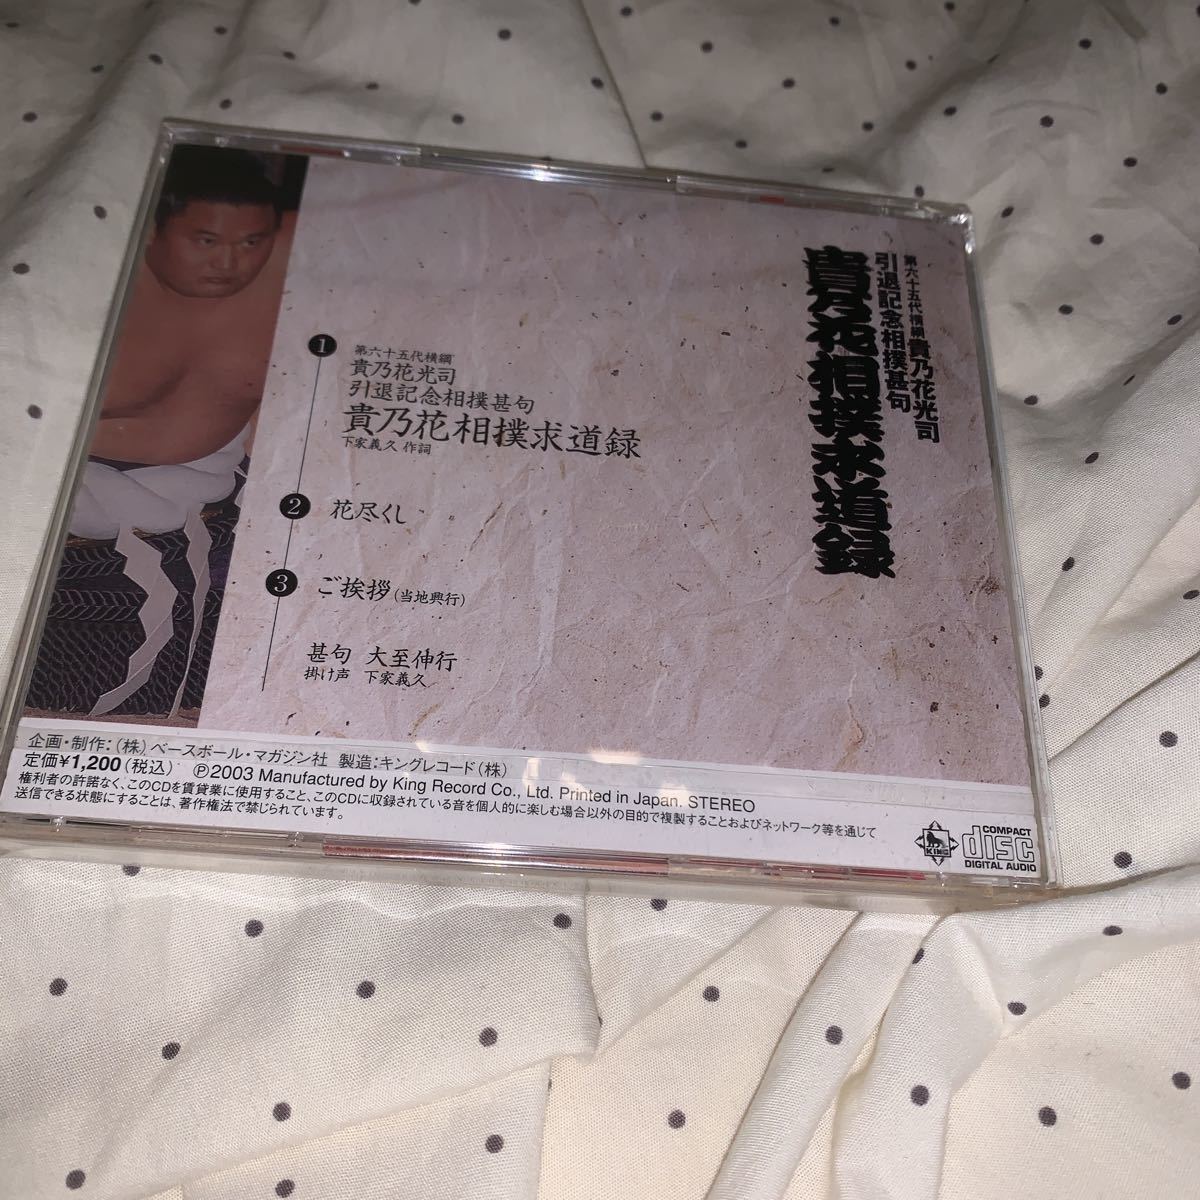 第六十五代横綱 貴乃花光司
引退記念相撲甚句
貴乃花相撲求道録
1
第六十五代横綱
貴乃花光司
引退記念相撲甚句
貴乃花相撲求道録
下家義久 作詞
2 花尽くし
3 ご挨拶(当地興行)
甚句 大至伸行
掛け声 下家義久
企画・制作:(株)ベースボール・マガジン社 製造:キングレコード(株)
定価¥1,200(税込) ℗2003 Manufactured by King Record Co., Ltd. Printed in Japan. STEREO
権利者の許諾なく、このCDを賃貸業に使用すること、このCDに収録されている音を個人的に楽しむ場合以外の目的で複製することおよびネットワーク等を通じて
送信できる状態にすることは、著作権法で禁じられています。
KING
COMPACT
disc
DIGITAL AUDIO